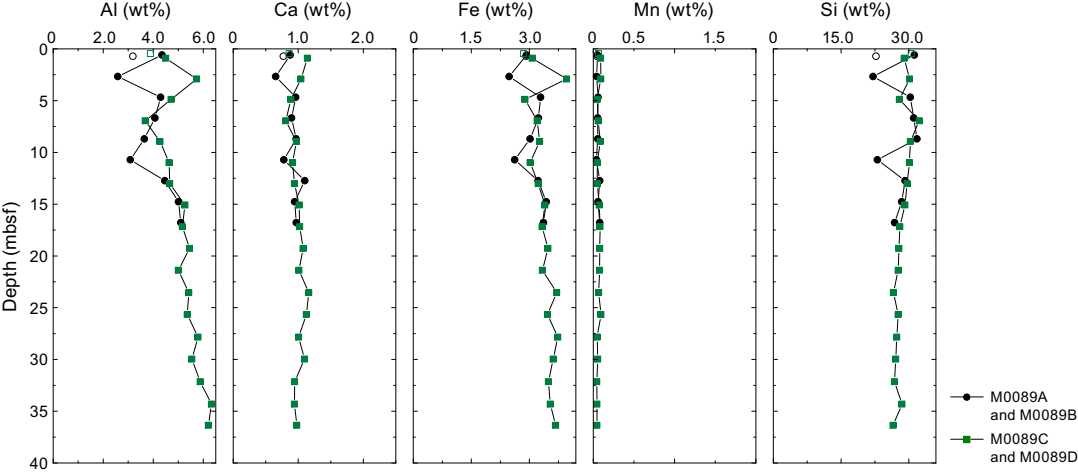 Al (wt%) Ca (wt%) Fe (wt%) Mn (wt%) Si (wt%)
0 2.0 4.0 6.0 0 1.0 2.0 0 3.0 0 0.5 1.5 0 15.0 30.0
0
5
10
15
20
25
30
35
40
Depth (mbsf)
M0089A
and M0089B
M0089C
and M0089D